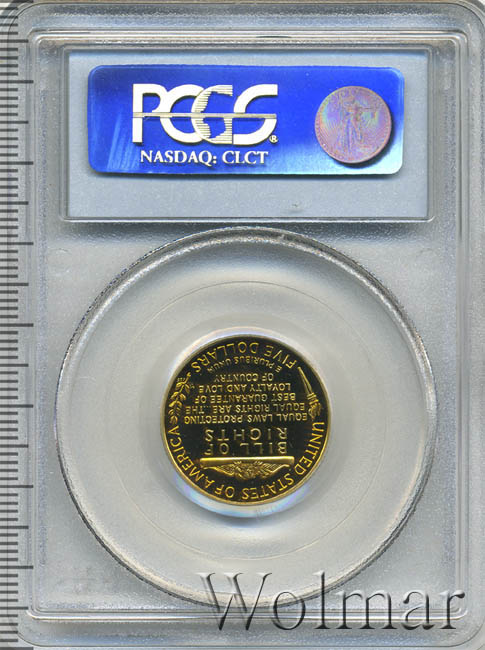 PCGS®
NASDAQ: CLCT
UNITED STATES OF AMERICA
BILL OF
RIGHTS
EQUAL LAWS PROTECTING
EQUAL RIGHTS ARE THE
BEST GUARANTEE OF
LOYALTY AND LOVE
OF COUNTRY
E PLURIBUS UNUM
FIVE DOLLARS
Wolmar